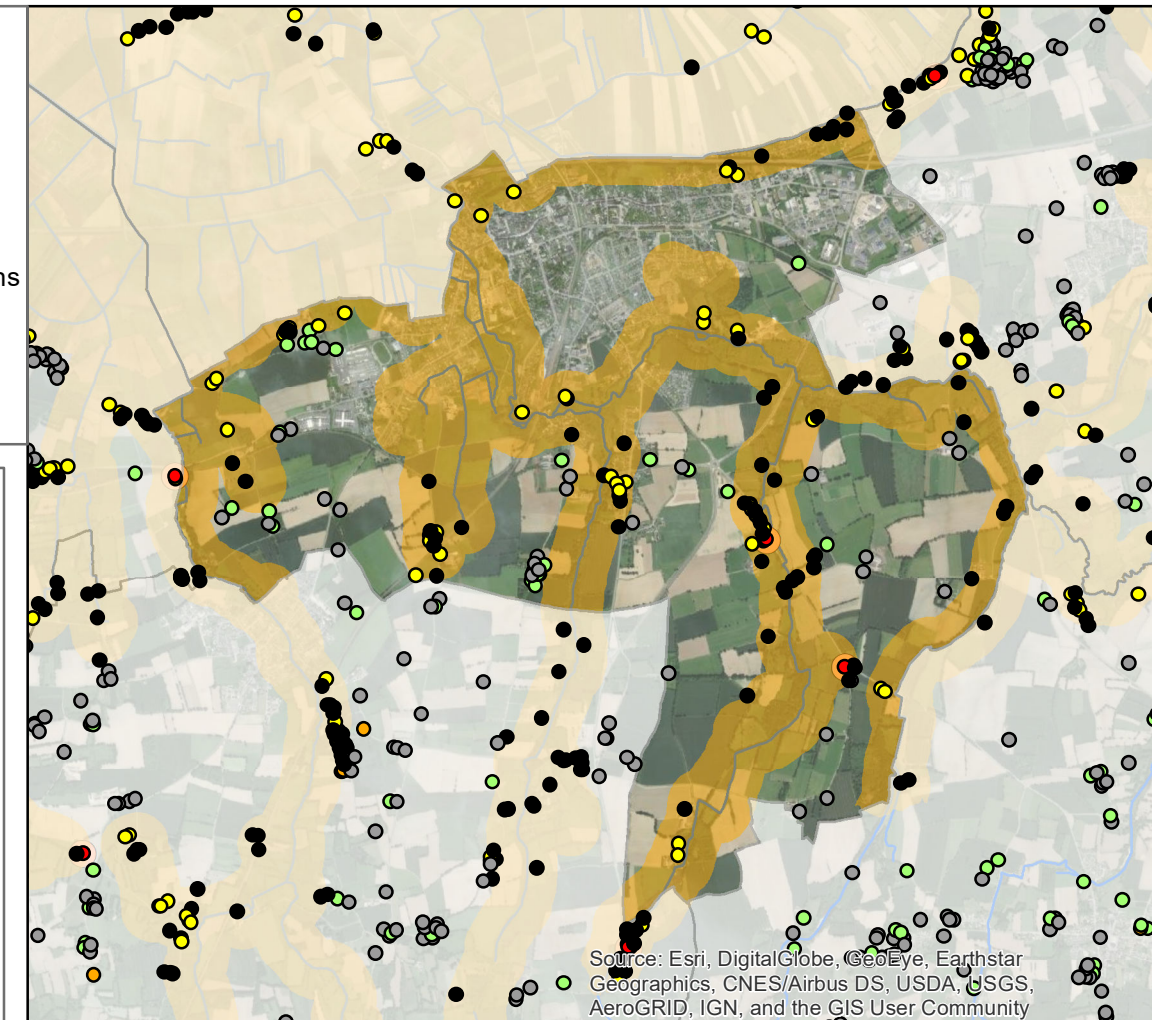 ns
Source: Esri, DigitalGlobe, GeoEye, Earthstar
Geographics, CNES/Airbus DS, USDA, USGS,
AeroGRID, IGN, and the GIS User Community